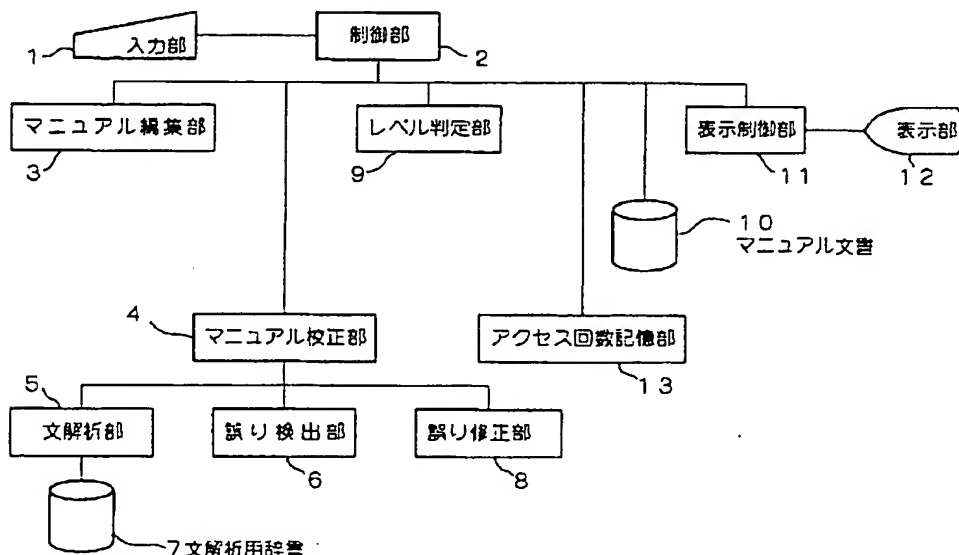 入力部
1
制御部
2
マニュアル編集部
3
レベル判定部
9
表示制御部
11
表示部
12
10
マニュアル文書
4
マニュアル校正部
アクセス回数記憶部
13
5
文解析部
誤り検出部
6
誤り修正部
8
7文解析用辞書